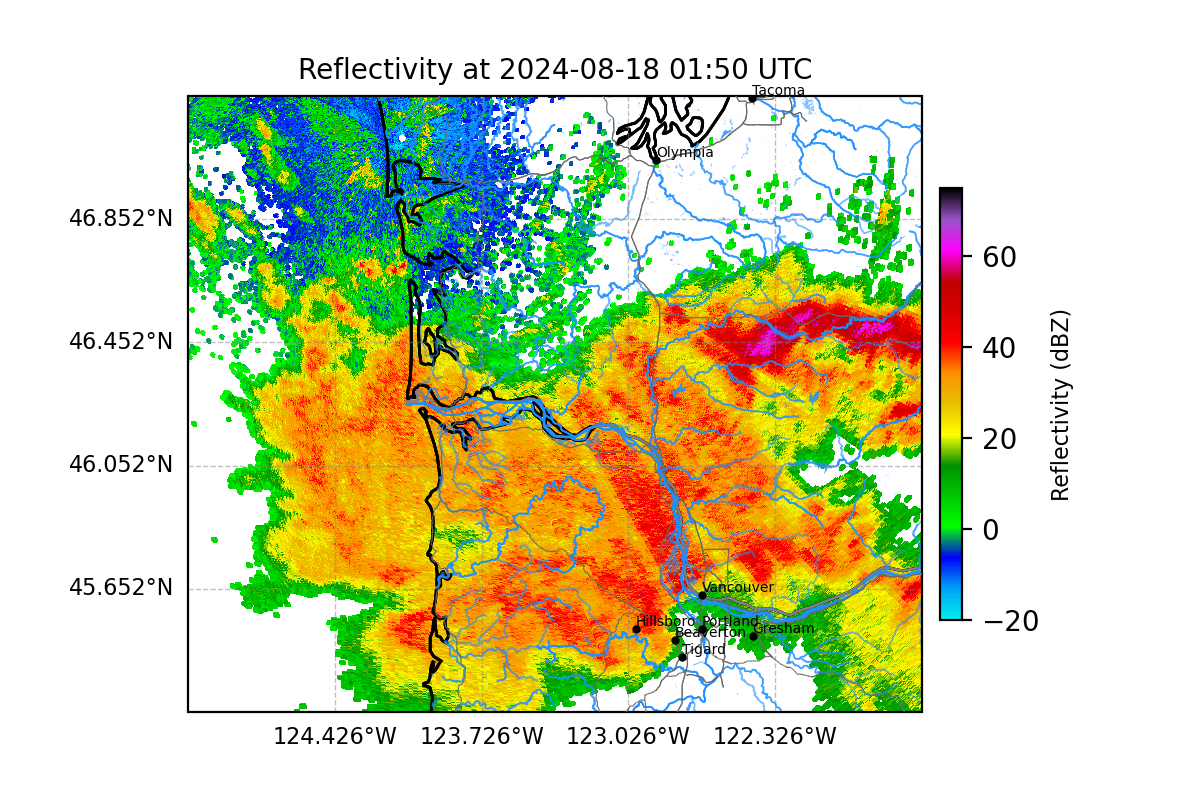 Reflectivity at 2024-08-18 01:50 UTC
Tacoma
Olympia
46.852°N
46.452°N
46.052°N
45.652°N
Vancouver
Hillsboro
Portland
Beaverton
Gresham
Tigard
124.426°W
123.726°W
123.026°W
122.326°W
60
40
20
0
−20
Reflectivity (dBZ)